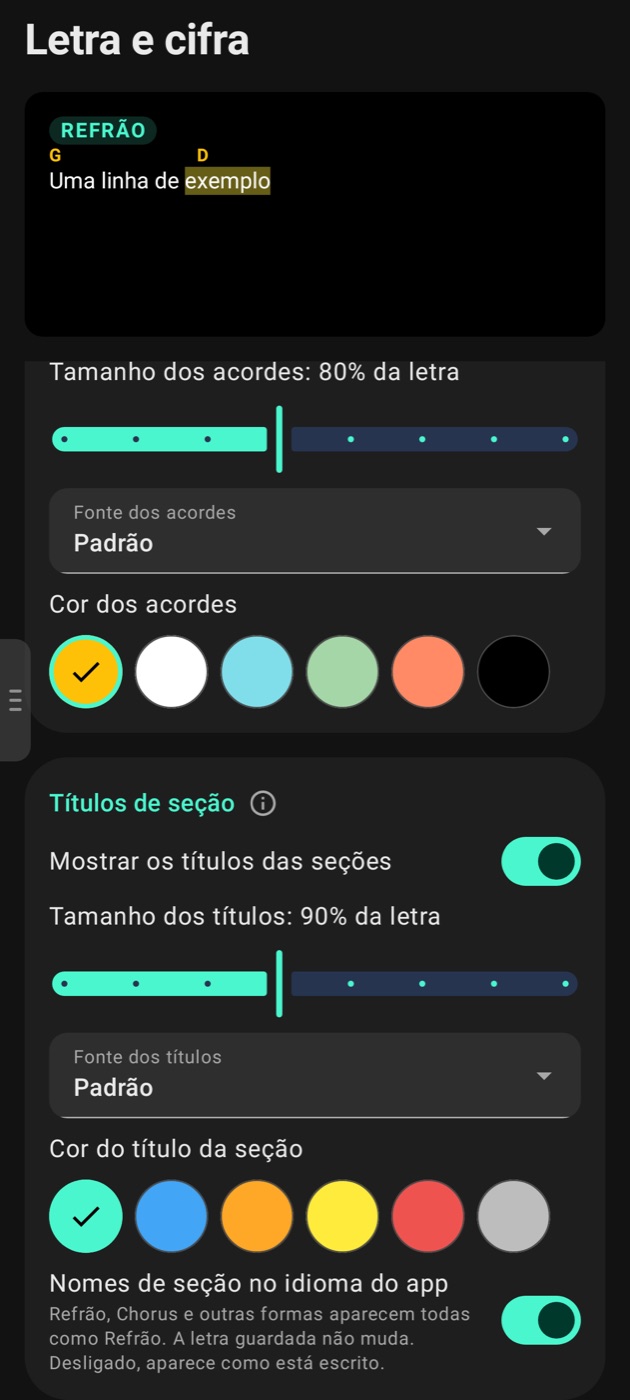 Letra e cifra
REFRÃO
G D
Uma linha de exemplo
Tamanho dos acordes: 80% da letra
Fonte dos acordes
Padrão
Cor dos acordes
Títulos de seção
Mostrar os títulos das seções
Tamanho dos títulos: 90% da letra
Fonte dos títulos
Padrão
Cor do título da seção
Nomes de seção no idioma do app
Refrão, Chorus e outras formas aparecem todas
como Refrão. A letra guardada não muda.
Desligado, aparece como está escrito.